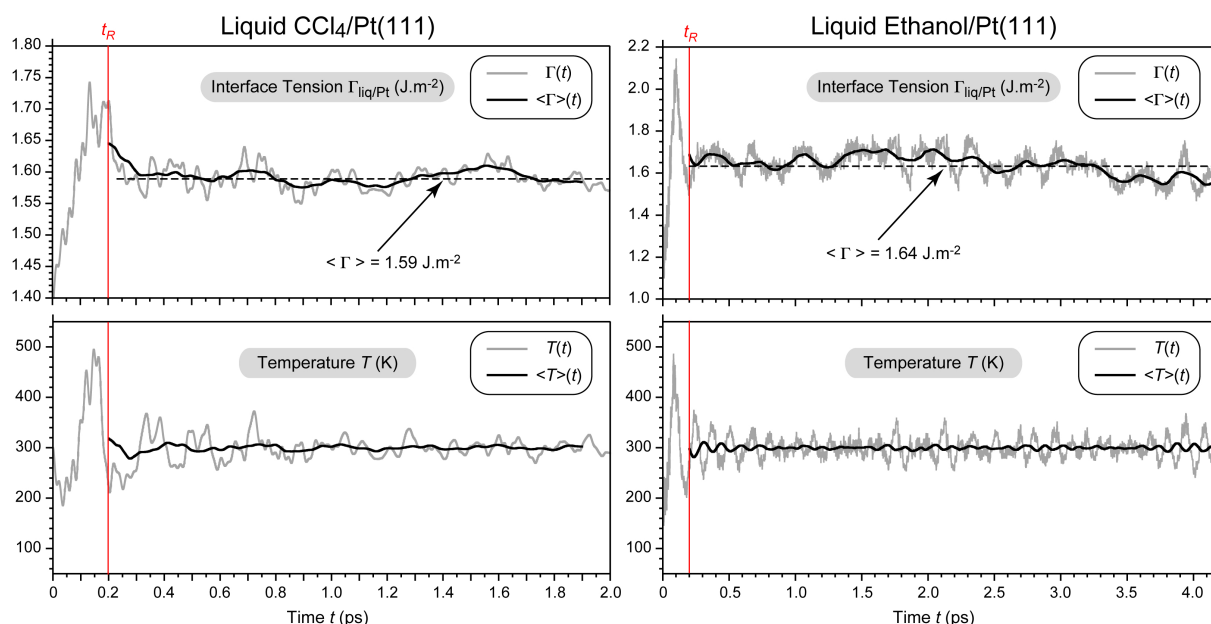 Liquid CCl₄/Pt(111)
t_R
1.80
1.75
1.70
1.65
1.60
1.55
1.50
1.45
1.40
Interface Tension Γ_liq/Pt (J.m⁻²)
Γ(t)
<Γ>(t)
< Γ > = 1.59 J.m⁻²
500
400
300
200
100
Temperature T (K)
T(t)
<T>(t)
0 0.2 0.4 0.6 0.8 1.0 1.2 1.4 1.6 1.8 2.0
Time t (ps)
Liquid Ethanol/Pt(111)
t_R
2.2
2.0
1.8
1.6
1.4
1.2
1.0
Interface Tension Γ_liq/Pt (J.m⁻²)
Γ(t)
<Γ>(t)
< Γ > = 1.64 J.m⁻²
500
400
300
200
100
Temperature T (K)
T(t)
<T>(t)
0 0.5 1.0 1.5 2.0 2.5 3.0 3.5 4.0
Time t (ps)